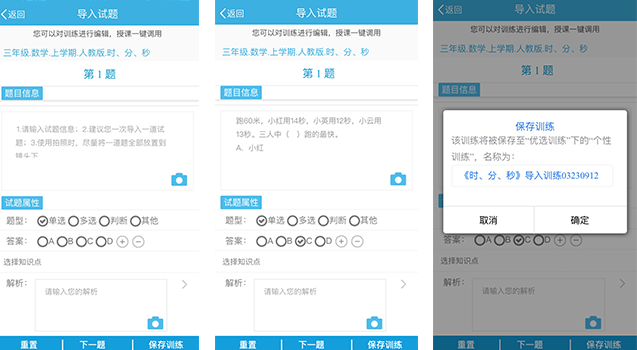 返回
导入试题
您可以对训练进行编辑，授课一键调用
三年级.数学.上学期.人教版.时、分、秒
第 1 题
题目信息
1.请输入试题信息；2.建议您一次导入一道试
题；3.使用拍照时，尽量将一道题全部放置到
镜头下
试题属性
题型： 单选 多选 判断 其他
答案： A B C D
选择知识点
解析：
请输入您的解析
重置 下一题 保存训练
返回
导入试题
您可以对训练进行编辑，授课一键调用
三年级.数学.上学期.人教版.时、分、秒
第 1 题
题目信息
跑60米，小红用14秒，小英用12秒，小云用
13秒。三人中（ ）跑的最快。
A．小红
试题属性
题型： 单选 多选 判断 其他
答案： A B C D
选择知识点
解析：
请输入您的解析
重置 下一题 保存训练
返回
导入试题
您可以对训练进行编辑，授课一键调用
三年级.数学.上学期.人教版.时、分、秒
第 1 题
保存训练
该训练将被保存至“优选训练”下的“个性
训练”，名称为：
《时、分、秒》导入训练03230912
取消 确定
答案： A B C D
选择知识点
解析：
请输入您的解析
重置 下一题 保存训练